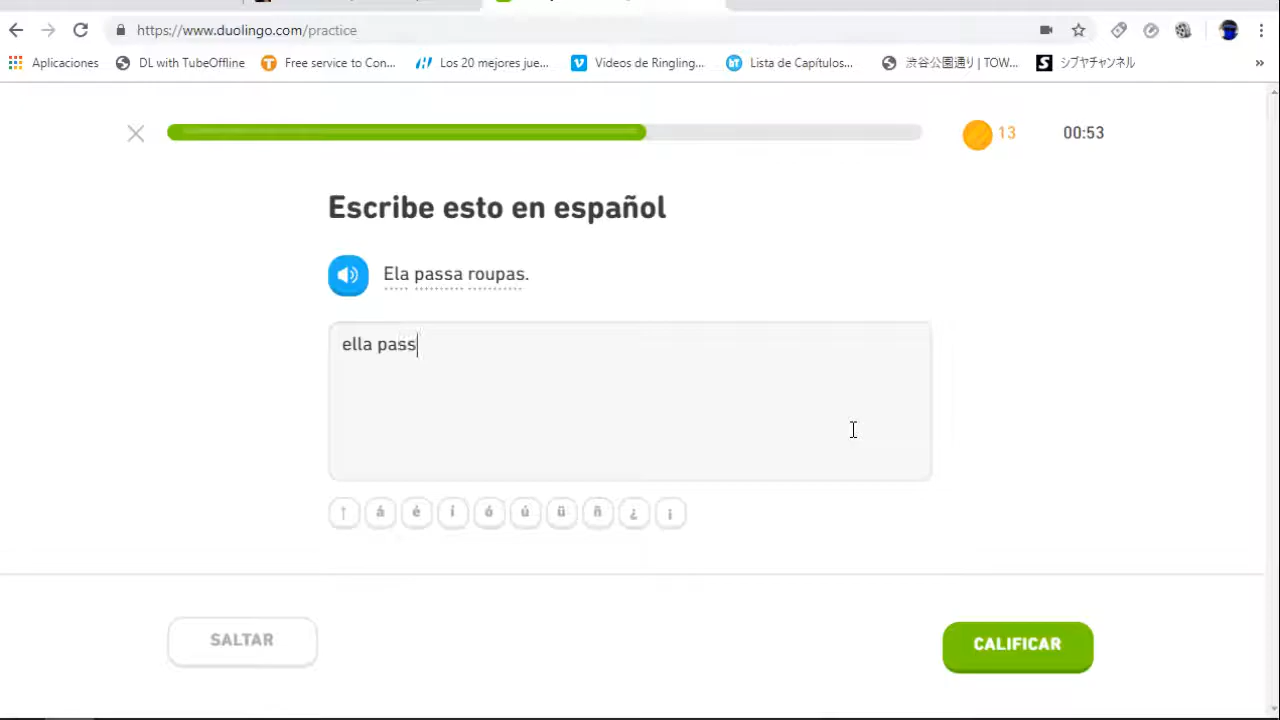 https://www.duolingo.com/practice
Aplicaciones DL with TubeOffline Free service to Con... Los 20 mejores jue... Videos de Ringling... Lista de Capítulos... 渋谷公園通り | TOW... シブヤチャンネル »
13 00:53
Escribe esto en español
Ela passa roupas.
ella pass
↑ á é í ó ú ü ñ ¿ ¡
SALTAR CALIFICAR